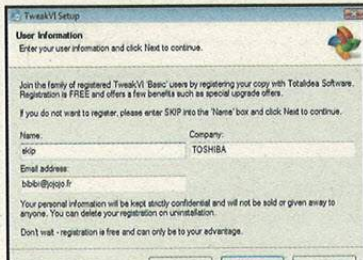 TweakVI Setup
User Information
Enter your user information and click Next to continue.
Join the family of registered TweakVI 'Basic' users by registering your copy with Totalidea Software.
Registration is FREE and offers a few benefits such as special upgrade offers.
If you do not want to register, please enter SKIP into the 'Name' box and click Next to continue.
Name: Company:
skip TOSHIBA
Email address:
bibibi@jojojo.fr
Your personal information will be kept strictly confidential and will not be sold or given away to
anyone. You can delete your registration on uninstallation.
Don't wait - registration is free and can only be to your advantage.